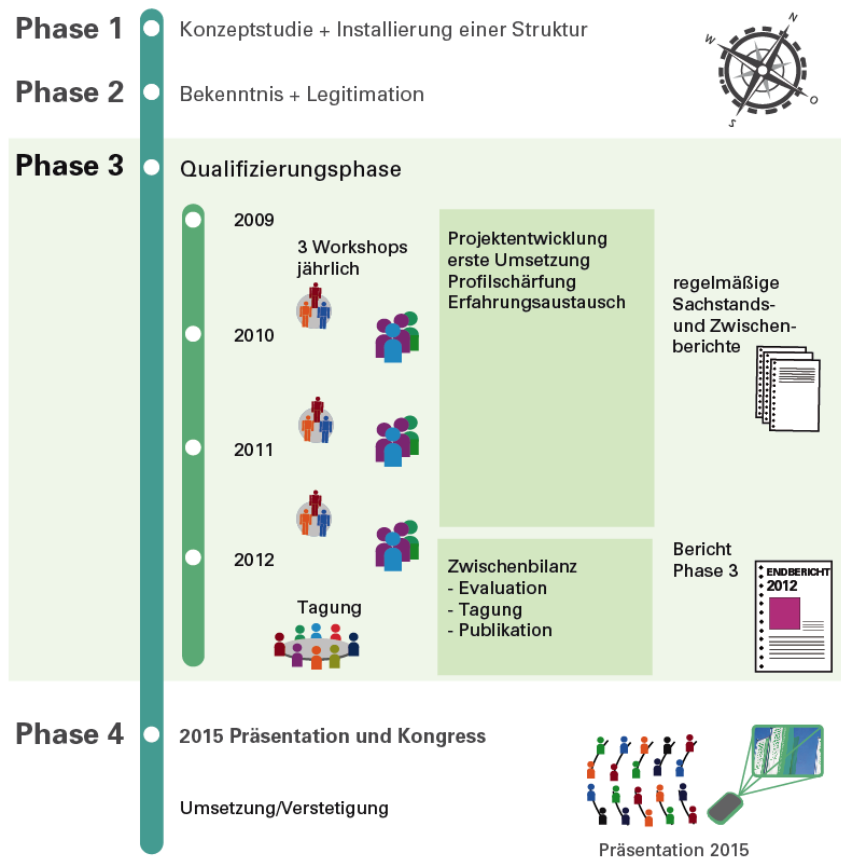 Phase 1
Konzeptstudie + Installierung einer Struktur
N
W
O
S
Phase 2
Bekenntnis + Legitimation
Phase 3
Qualifizierungsphase
2009
3 Workshops
jährlich
Projektentwicklung
erste Umsetzung
Profilschärfung
Erfahrungsaustausch
regelmäßige
Sachstands-
und Zwischen-
berichte
2010
2011
2012
Zwischenbilanz
- Evaluation
- Tagung
- Publikation
Bericht
Phase 3
ENDBERICHT
2012
Tagung
Phase 4
2015 Präsentation und Kongress
Umsetzung/Verstetigung
Präsentation 2015